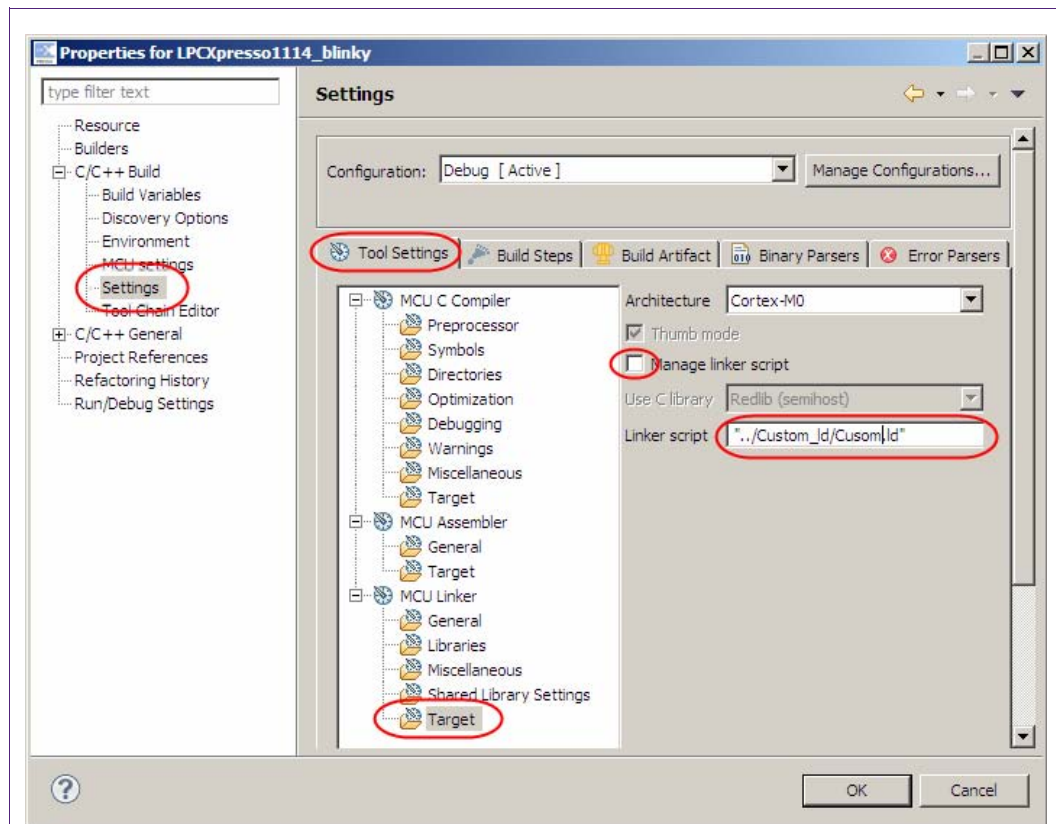 Properties for LPCXpresso1114_blinky
type filter text
Resource
Builders
C/C++ Build
Build Variables
Discovery Options
Environment
MCU settings
Settings
Tool Chain Editor
C/C++ General
Project References
Refactoring History
Run/Debug Settings
Settings
Configuration: Debug [ Active ] Manage Configurations...
Tool Settings Build Steps Build Artifact Binary Parsers Error Parsers
MCU C Compiler
Preprocessor
Symbols
Directories
Optimization
Debugging
Warnings
Miscellaneous
Target
MCU Assembler
General
Target
MCU Linker
General
Libraries
Miscellaneous
Shared Library Settings
Target
Architecture Cortex-M0
Thumb mode
Manage linker script
Use C library Redlib (semihost)
Linker script "../Custom_ld/Cusom.ld"
OK Cancel